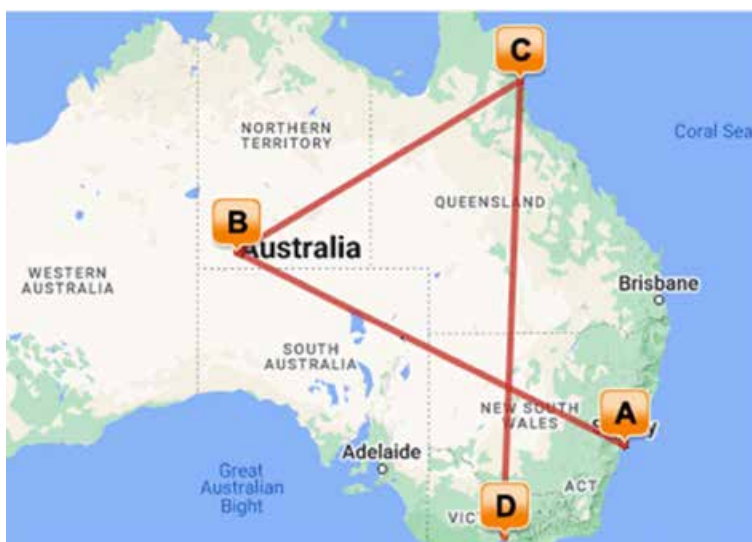 C
NORTHERN
TERRITORY
Coral Sea
QUEENSLAND
B
Australia
WESTERN
AUSTRALIA
Brisbane
SOUTH
AUSTRALIA
NEW SOUTH
WALES
A
Adelaide
Great
Australian
Bight
ACT
D
VIC